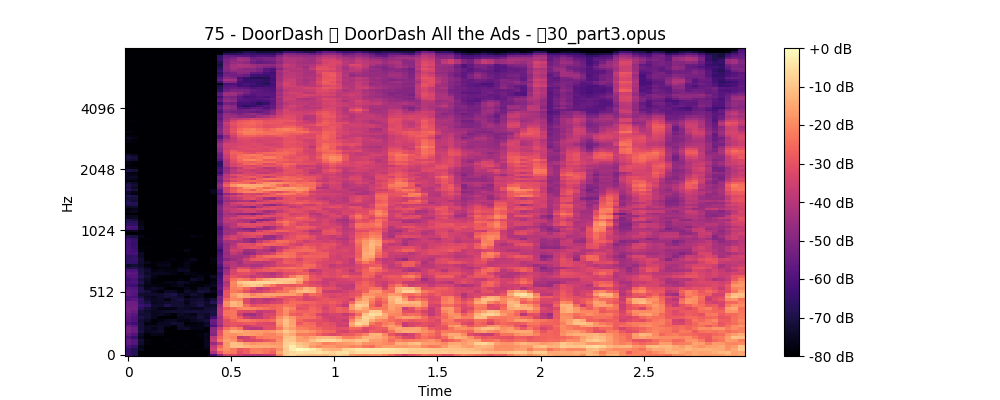 75 - DoorDash ▯ DoorDash All the Ads - ▯30_part3.opus
Hz
4096
2048
1024
512
0
0
0.5
1
1.5
2
2.5
Time
+0 dB
-10 dB
-20 dB
-30 dB
-40 dB
-50 dB
-60 dB
-70 dB
-80 dB